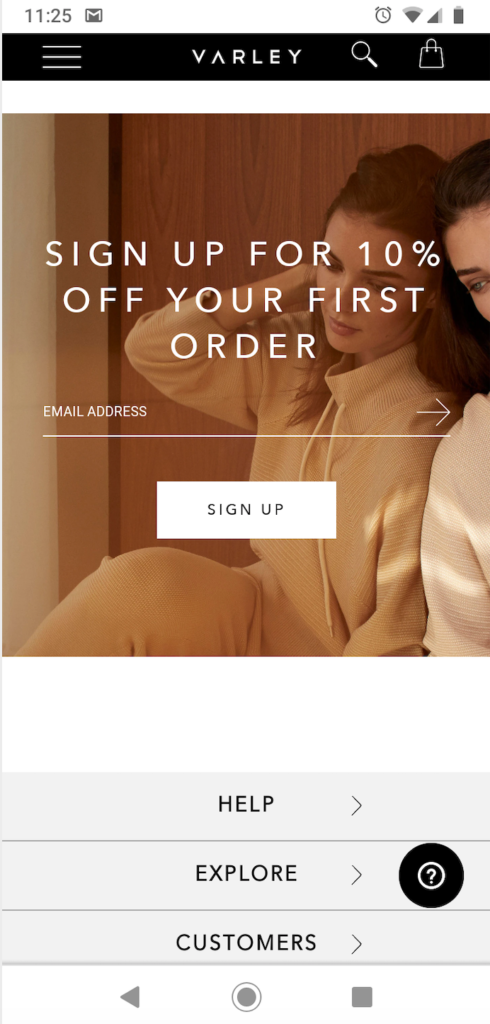 11:25
VARLEY
SIGN UP FOR 10%
OFF YOUR FIRST
ORDER
EMAIL ADDRESS
SIGN UP
HELP
EXPLORE
?
CUSTOMERS